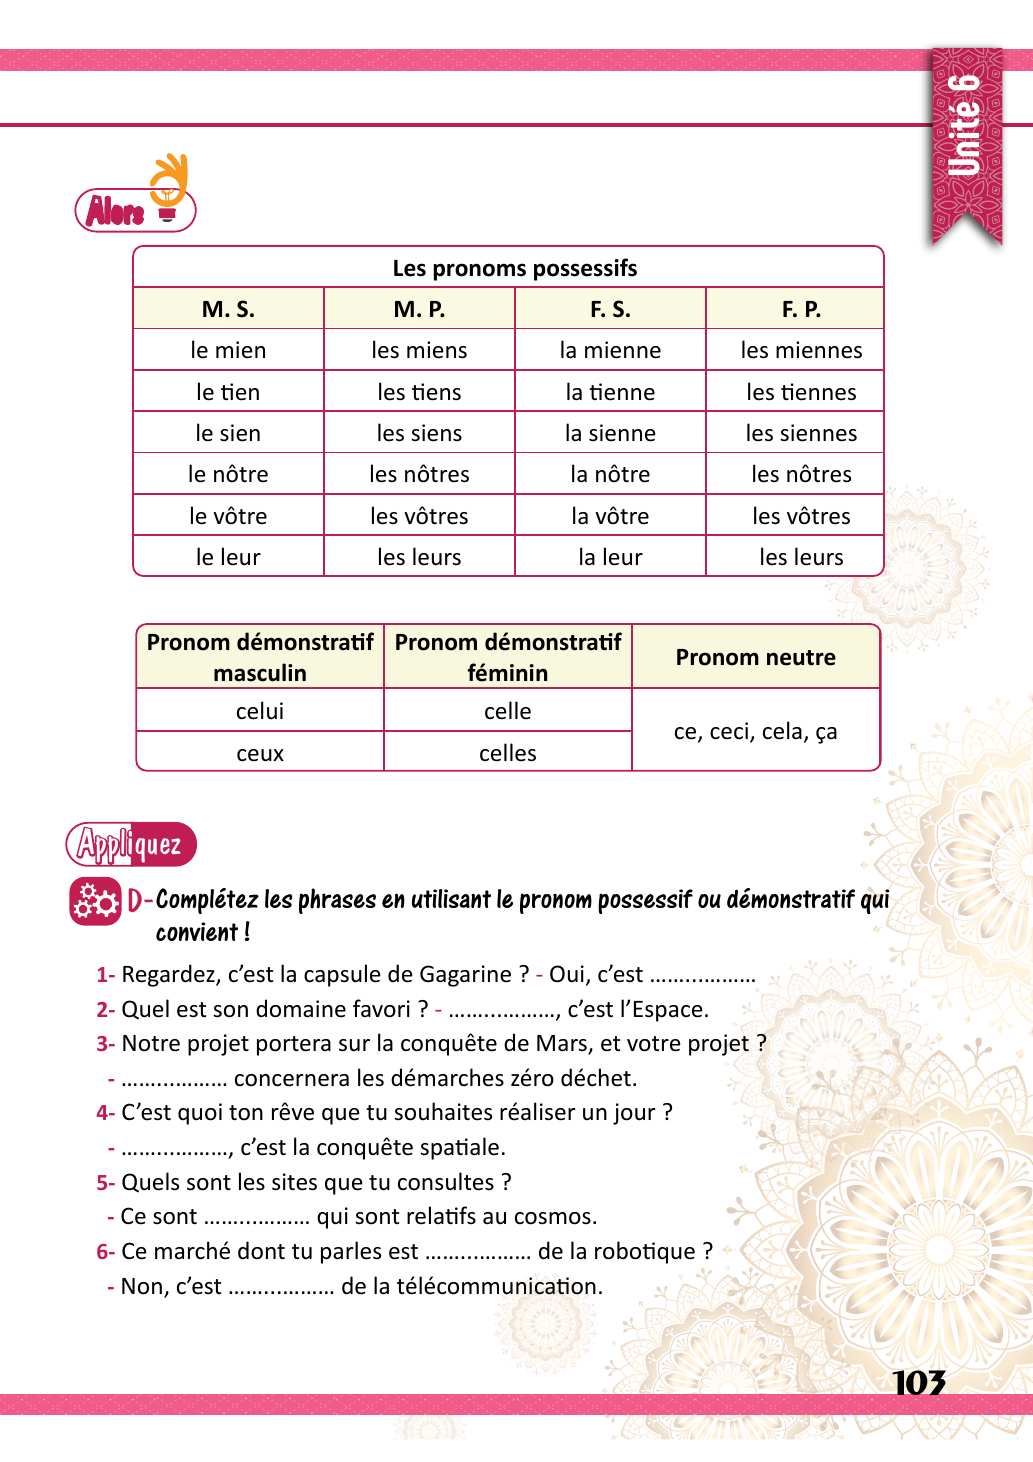 Unité 6
Alors
Les pronoms possessifs
M. S. M. P. F. S. F. P.
le mien les miens la mienne les miennes
le tien les tiens la tienne les tiennes
le sien les siens la sienne les siennes
le nôtre les nôtres la nôtre les nôtres
le vôtre les vôtres la vôtre les vôtres
le leur les leurs la leur les leurs
Pronom démonstratif masculin Pronom démonstratif féminin Pronom neutre
celui celle ce, ceci, cela, ça
ceux celles
Appliquez
D- Complétez les phrases en utilisant le pronom possessif ou démonstratif qui
convient !
1- Regardez, c’est la capsule de Gagarine ? - Oui, c’est ……..………
2- Quel est son domaine favori ? - ……..………, c’est l’Espace.
3- Notre projet portera sur la conquête de Mars, et votre projet ?
- ……..……… concernera les démarches zéro déchet.
4- C’est quoi ton rêve que tu souhaites réaliser un jour ?
- ……..………, c’est la conquête spatiale.
5- Quels sont les sites que tu consultes ?
- Ce sont ……..……… qui sont relatifs au cosmos.
6- Ce marché dont tu parles est ……..……… de la robotique ?
- Non, c’est ……..……… de la télécommunication.
103